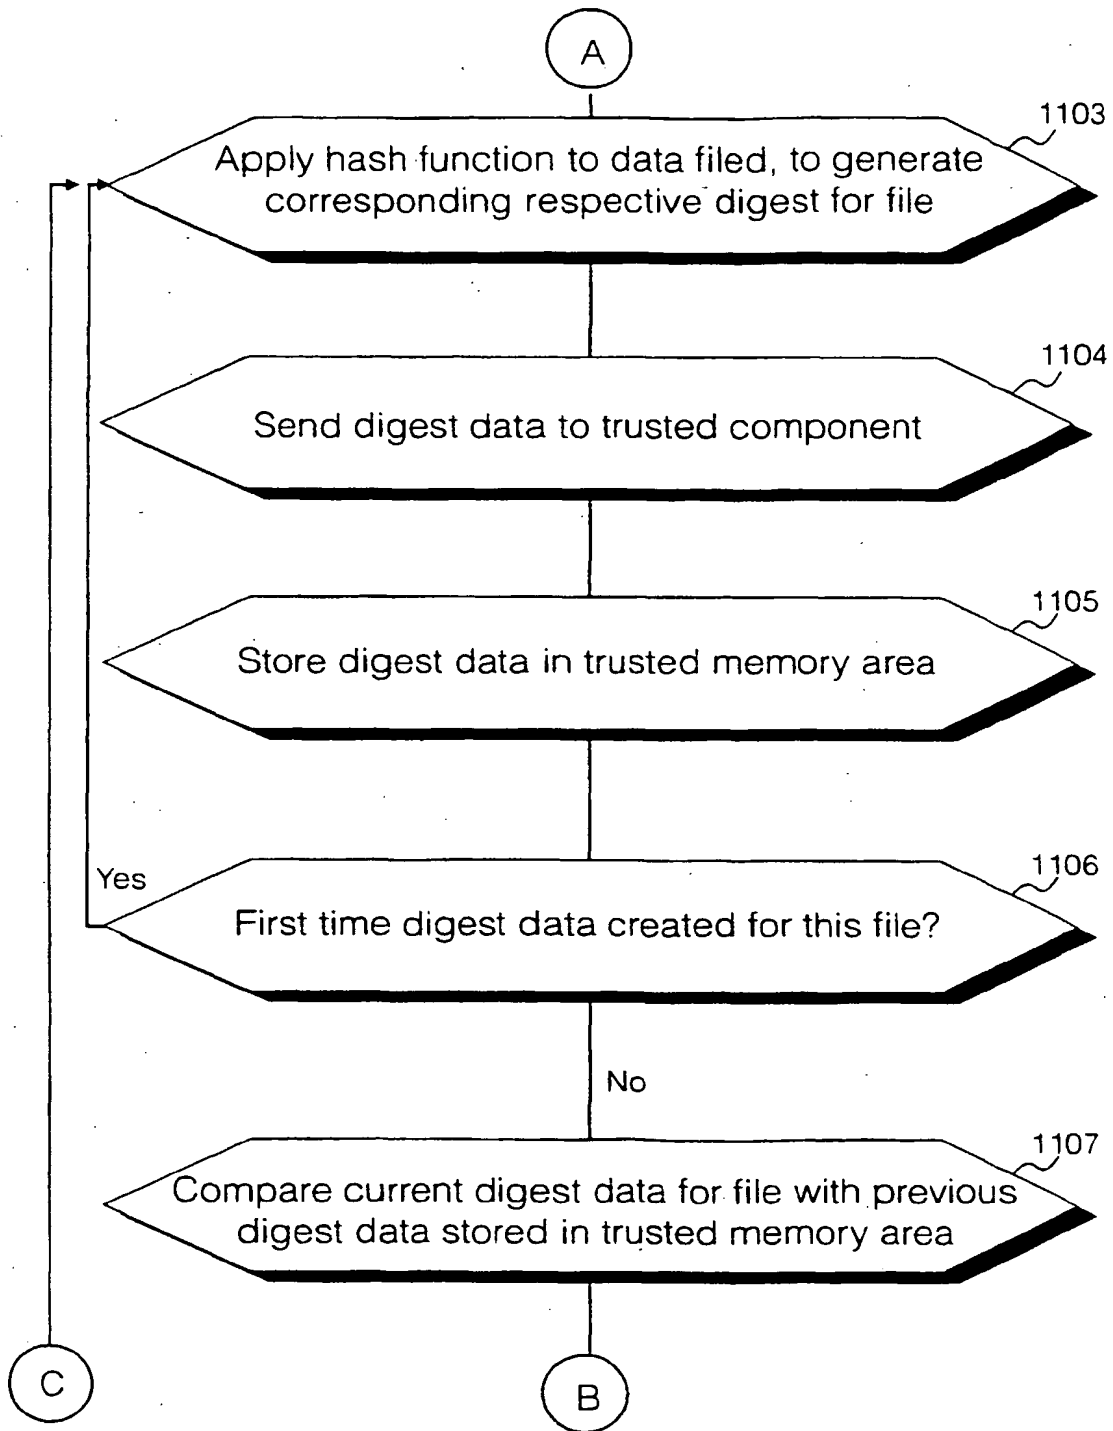 A
1103
Apply hash function to data filed, to generate
corresponding respective digest for file
1104
Send digest data to trusted component
1105
Store digest data in trusted memory area
1106
Yes
First time digest data created for this file?
No
1107
Compare current digest data for file with previous
digest data stored in trusted memory area
C
B